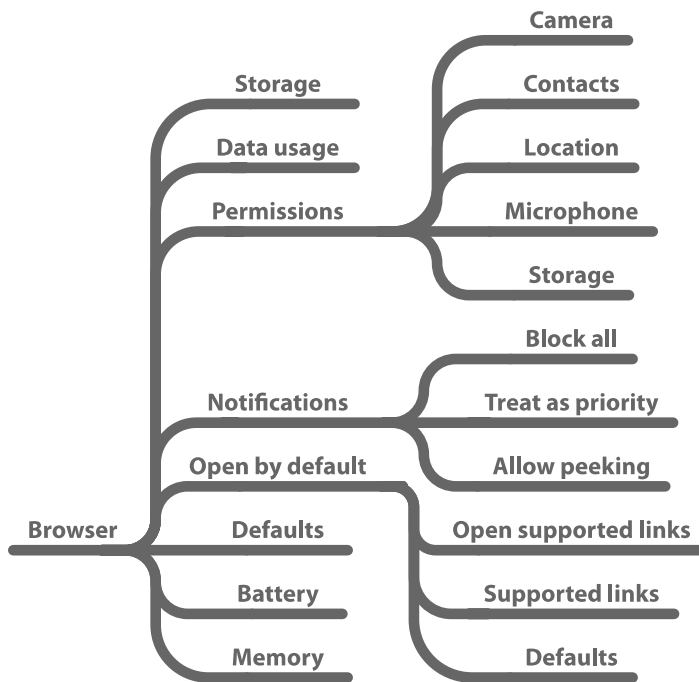 Camera
Storage
Contacts
Data usage
Location
Permissions
Microphone
Storage
Block all
Notifications
Treat as priority
Open by default
Allow peeking
Browser
Defaults
Open supported links
Battery
Supported links
Memory
Defaults